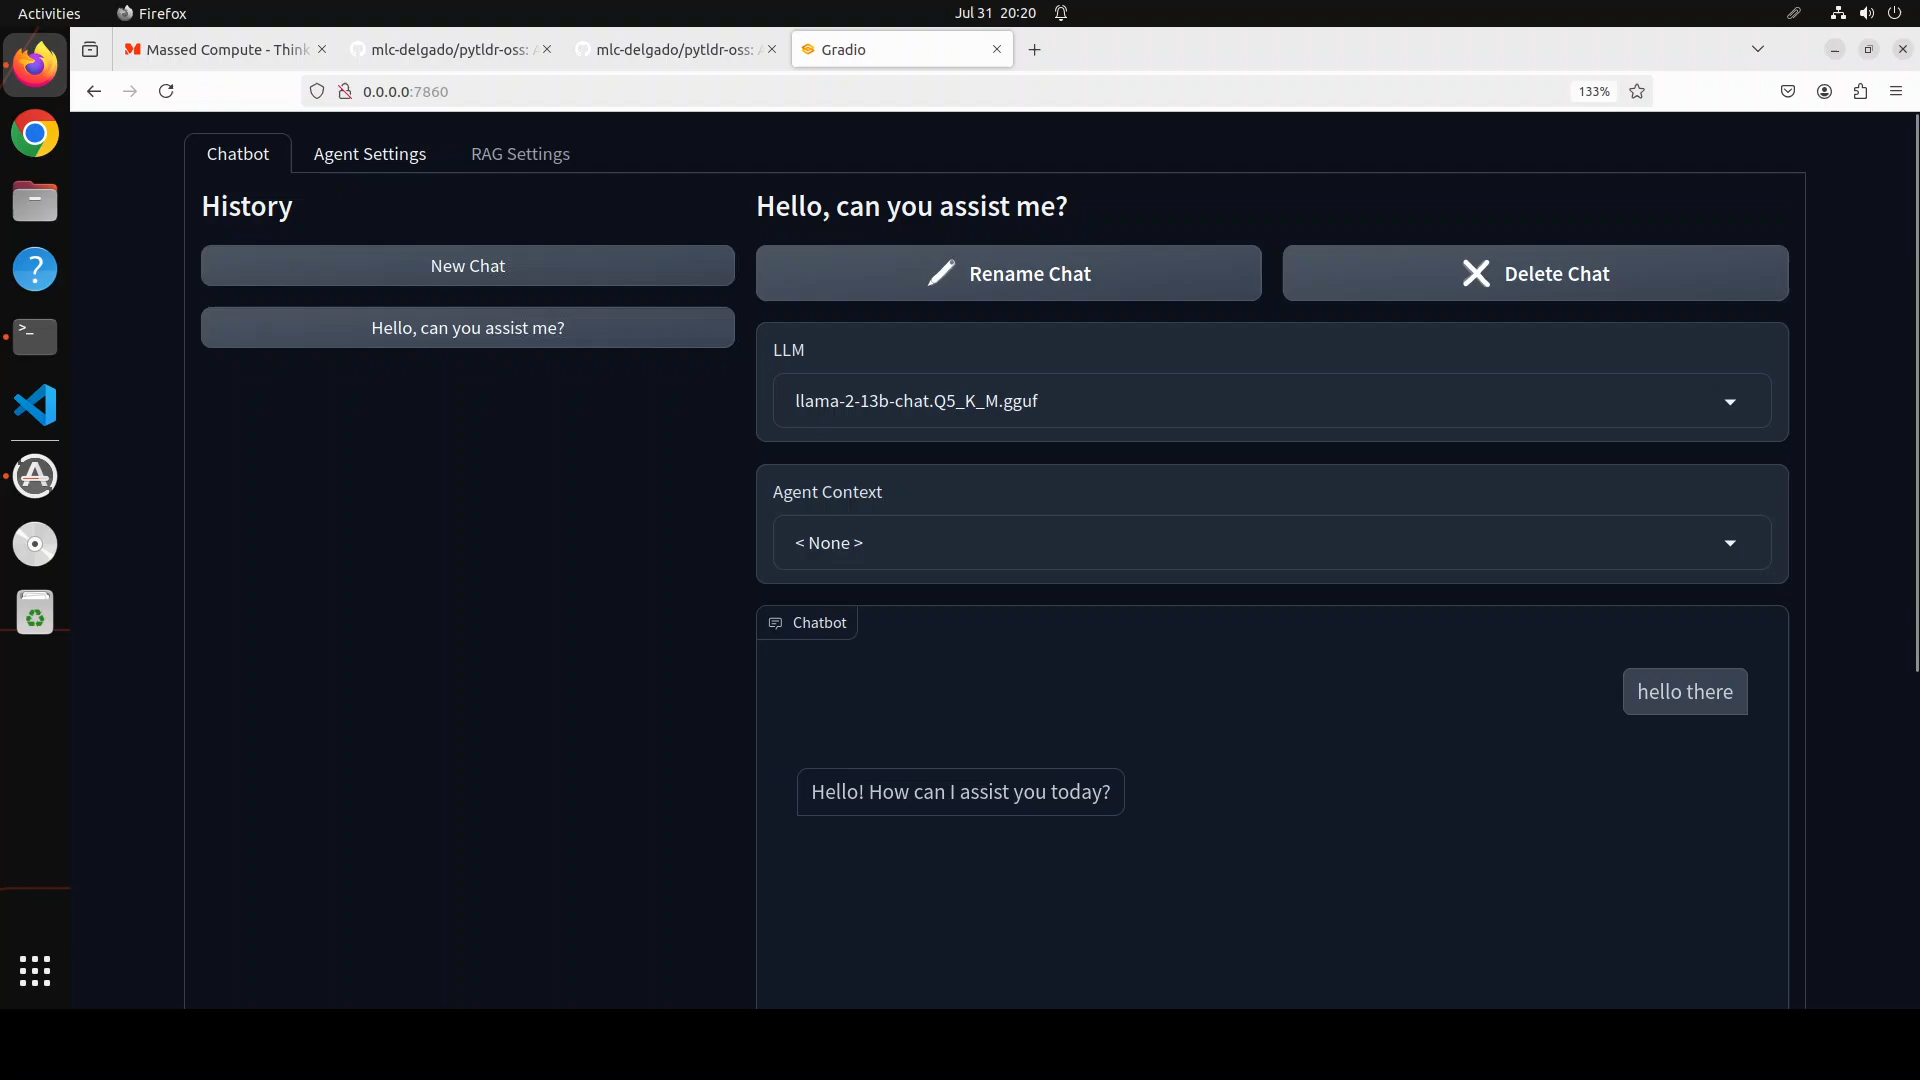 Activities
Firefox
Jul 31 20:20
Massed Compute - Think
mlc-delgado/pytldr-oss: A
mlc-delgado/pytldr-oss: A
Gradio
0.0.0.0:7860
133%
Chatbot
Agent Settings
RAG Settings
History
New Chat
Hello, can you assist me?
Hello, can you assist me?
Rename Chat
Delete Chat
LLM
llama-2-13b-chat.Q5_K_M.gguf
Agent Context
< None >
Chatbot
hello there
Hello! How can I assist you today?